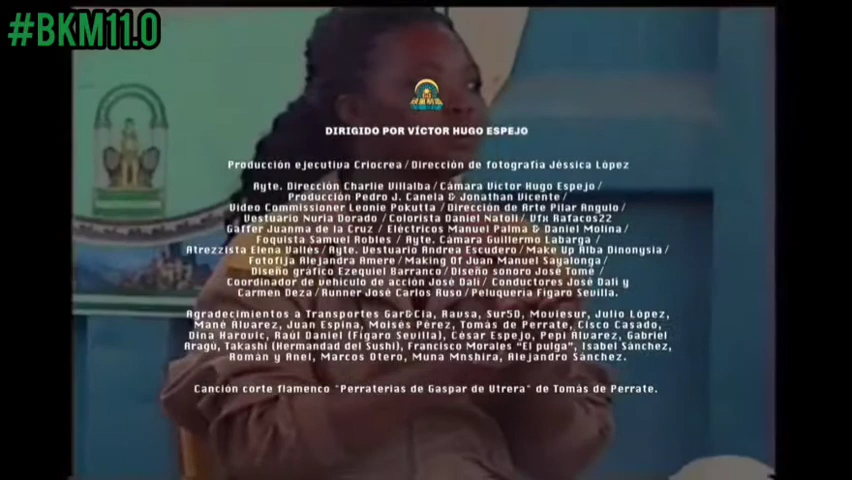 #BKM11.0
DIRIGIDO POR VÍCTOR HUGO ESPEJO
Producción ejecutiva Criocrea/Dirección de fotografía Jéssica López
Ayte. Dirección Charlie Villalba/Cámara Víctor Hugo Espejo/
Producción Pedro J. Canela & Jonathan Vicente/
Video Commissioner Leonie Pokutta/Dirección de Arte Pilar Angulo/
Vestuario Nuria Dorado/Colorista Daniel Natoli/Vfx Rafacos22
Gaffer Juanma de la Cruz/ Eléctricos Manuel Palma & Daniel Molina/
Foquista Samuel Robles/ Ayte. Cámara Guillermo Labarga/
Atrezzista Elena Valles/Ayte. Vestuario Andrea Escudero/Make Up Alba Dinonysia/
Fotofija Alejandra Amere/Making Of Juan Manuel Sayalonga/
Diseño gráfico Ezequiel Barranco/Diseño sonoro José Tomé/
Coordinador de vehículo de acción José Dali/ Conductores José Dali y
Carmen Deza/Runner José Carlos Ruso/Peluquería Fígaro Sevilla.
Agradecimientos a Transportes Gar&Cia, Ravsa, Sur5D, Moviesur, Julio López,
Mané Álvarez, Juan Espina, Moisés Pérez, Tomás de Perrate, Cisco Casado,
Dina Harovic, Raúl Daniel (Fígaro Sevilla), César Espejo, Pepi Álvarez, Gabriel
Aragú, Takashi (Hermandad del Sushi), Francisco Morales "El pulga", Isabel Sánchez,
Román y Anel, Marcos Otero, Muna Mnshira, Alejandro Sánchez.
Canción corte flamenco "Perraterias de Gaspar de Utrera" de Tomás de Perrate.